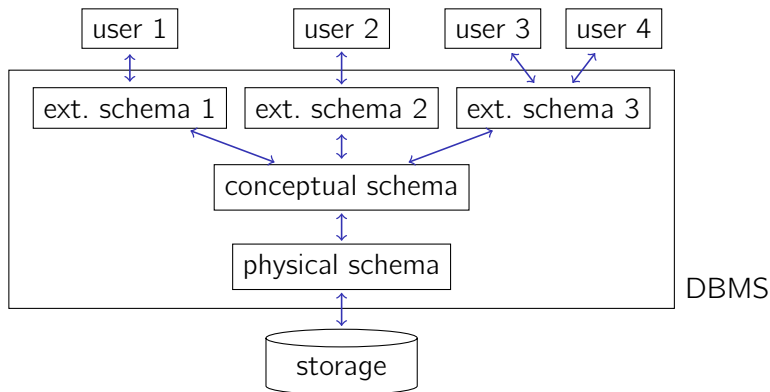 user 1
user 2
user 3
user 4
ext. schema 1
ext. schema 2
ext. schema 3
conceptual schema
physical schema
DBMS
storage